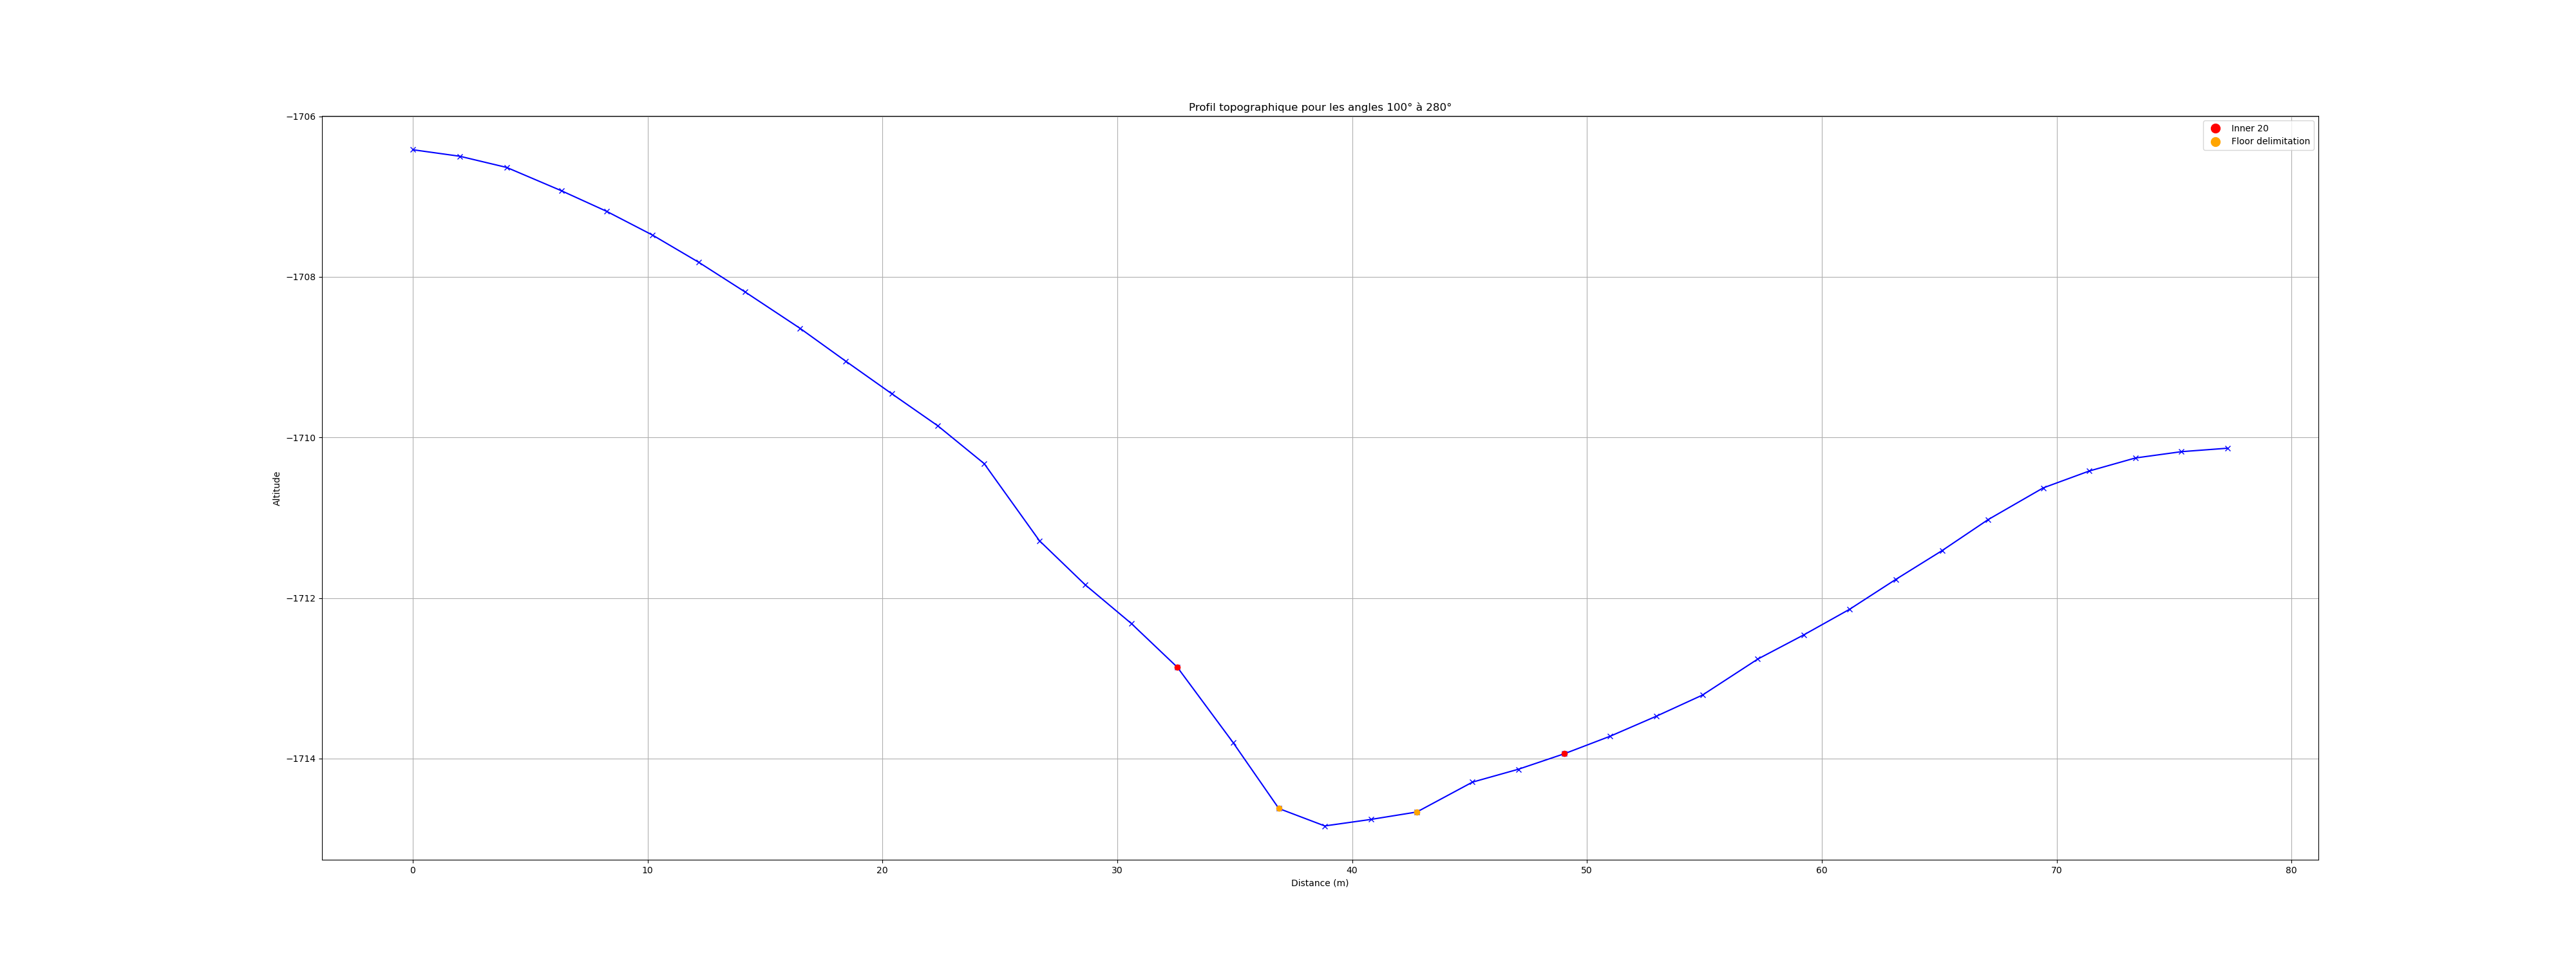 Profil topographique pour les angles 100° à 280°
Inner 20
Floor delimitation
Altitude
−1706
−1708
−1710
−1712
−1714
0 10 20 30 40 50 60 70 80
Distance (m)